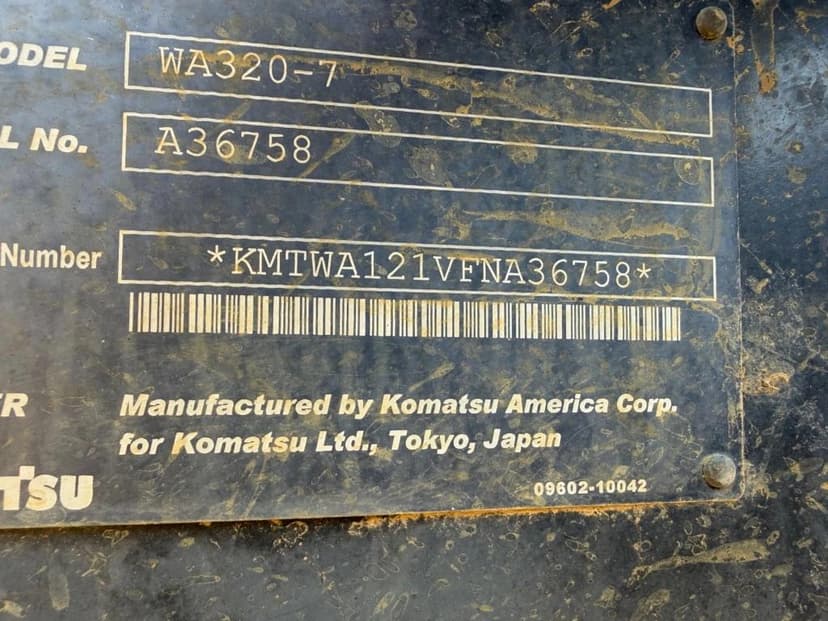 ODEL WA320-7
L No. A36758
Number *KMTWA121VFNA36758*
R Manufactured by Komatsu America Corp.
for Komatsu Ltd., Tokyo, Japan
TSU 09602-10042